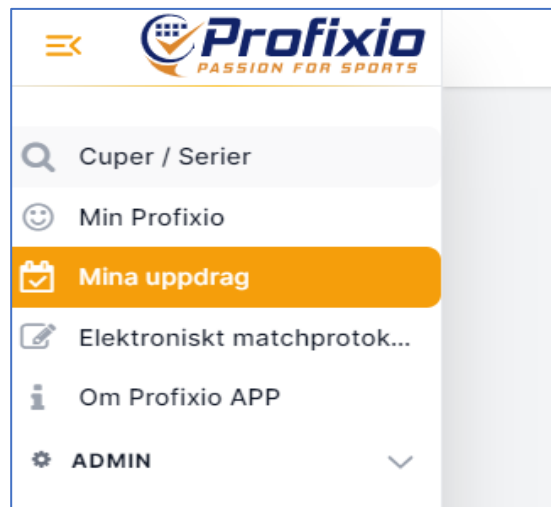 Profixio
PASSION FOR SPORTS
Cuper / Serier
Min Profixio
Mina uppdrag
Elektroniskt matchprotok...
Om Profixio APP
ADMIN